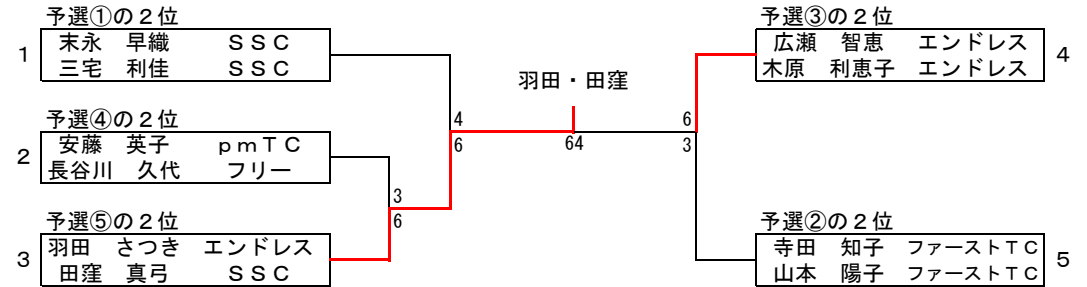 予選①の２位
1 末永 早織 ＳＳＣ
三宅 利佳 ＳＳＣ
予選④の２位
2 安藤 英子 ｐｍＴＣ
長谷川 久代 フリー
予選⑤の２位
3 羽田 さつき エンドレス
田窪 真弓 ＳＳＣ
3
6
4
6
羽田・田窪
64
6
3
予選③の２位
広瀬 智恵 エンドレス 4
木原 利恵子 エンドレス
予選②の２位
寺田 知子 ファーストＴＣ 5
山本 陽子 ファーストＴＣ